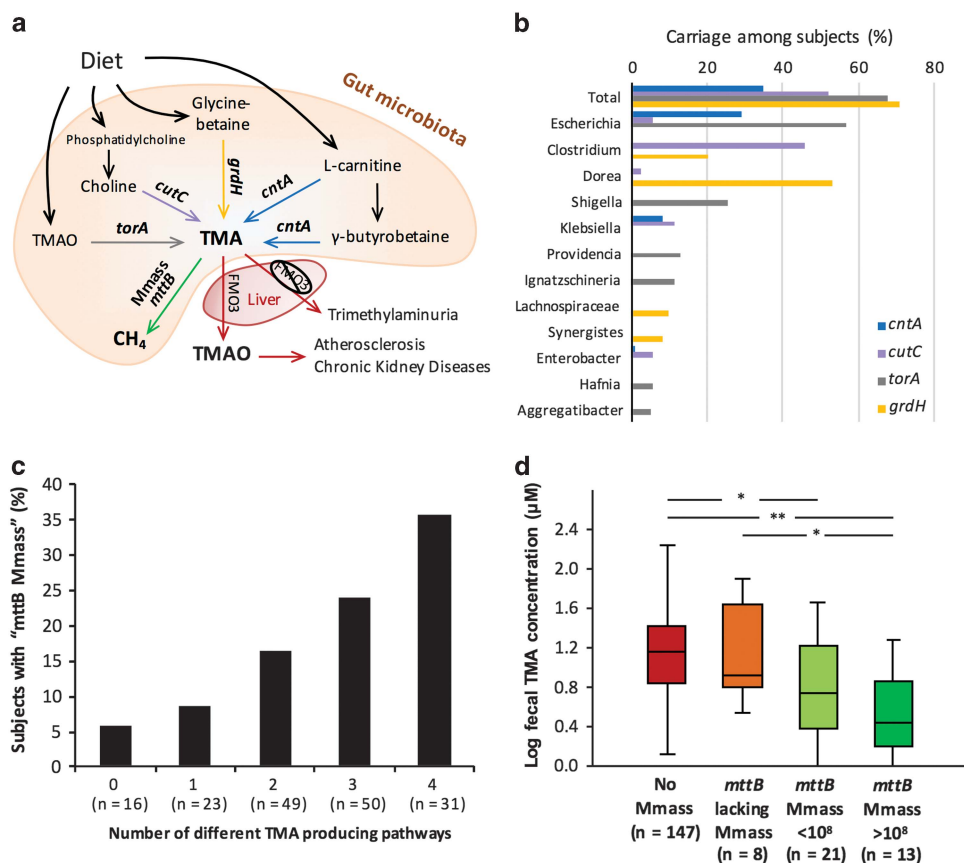 a
Diet
Gut microbiota
Glycine-
betaine
Phosphatidylcholine
L-carnitine
Choline
cutC
grdH
cntA
TMAO
torA
TMA
cntA
γ-butyrobetaine
Mmass
mttB
FMO3
FMO3
Liver
CH4
Trimethylaminuria
TMAO
Atherosclerosis
Chronic Kidney Diseases
b
Carriage among subjects (%)
0 20 40 60 80
Total
Escherichia
Clostridium
Dorea
Shigella
Klebsiella
Providencia
Ignatzschineria
Lachnospiraceae
Synergistes
Enterobacter
Hafnia
Aggregatibacter
cntA
cutC
torA
grdH
c
Subjects with "mttB Mmass" (%)
40
35
30
25
20
15
10
5
0
0 1 2 3 4
(n = 16) (n = 23) (n = 49) (n = 50) (n = 31)
Number of different TMA producing pathways
d
Log fecal TMA concentration (µM)
2.4
2.0
1.6
1.2
0.8
0.4
0.0
*
**
*
No
Mmass
(n = 147)
mttB
lacking
Mmass
(n = 8)
mttB
Mmass
<10⁸
(n = 21)
mttB
Mmass
>10⁸
(n = 13)